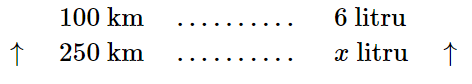 100 km .......... 6 litru
↑ 250 km .......... x litru ↑